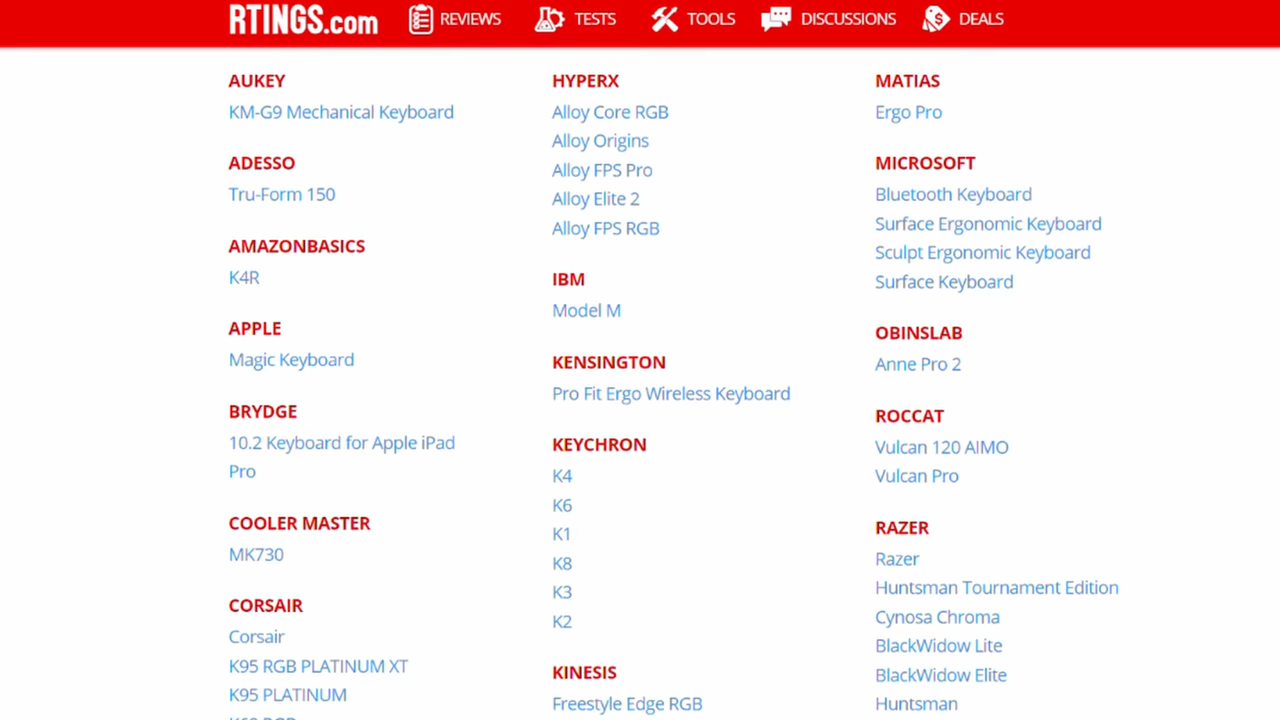 RTINGS.com
REVIEWS
TESTS
TOOLS
DISCUSSIONS
DEALS
AUKEY
KM-G9 Mechanical Keyboard
ADESSO
Tru-Form 150
AMAZONBASICS
K4R
APPLE
Magic Keyboard
BRYDGE
10.2 Keyboard for Apple iPad
Pro
COOLER MASTER
MK730
CORSAIR
Corsair
K95 RGB PLATINUM XT
K95 PLATINUM
HYPERX
Alloy Core RGB
Alloy Origins
Alloy FPS Pro
Alloy Elite 2
Alloy FPS RGB
IBM
Model M
KENSINGTON
Pro Fit Ergo Wireless Keyboard
KEYCHRON
K4
K6
K1
K8
K3
K2
KINESIS
Freestyle Edge RGB
MATIAS
Ergo Pro
MICROSOFT
Bluetooth Keyboard
Surface Ergonomic Keyboard
Sculpt Ergonomic Keyboard
Surface Keyboard
OBINSLAB
Anne Pro 2
ROCCAT
Vulcan 120 AIMO
Vulcan Pro
RAZER
Razer
Huntsman Tournament Edition
Cynosa Chroma
BlackWidow Lite
BlackWidow Elite
Huntsman